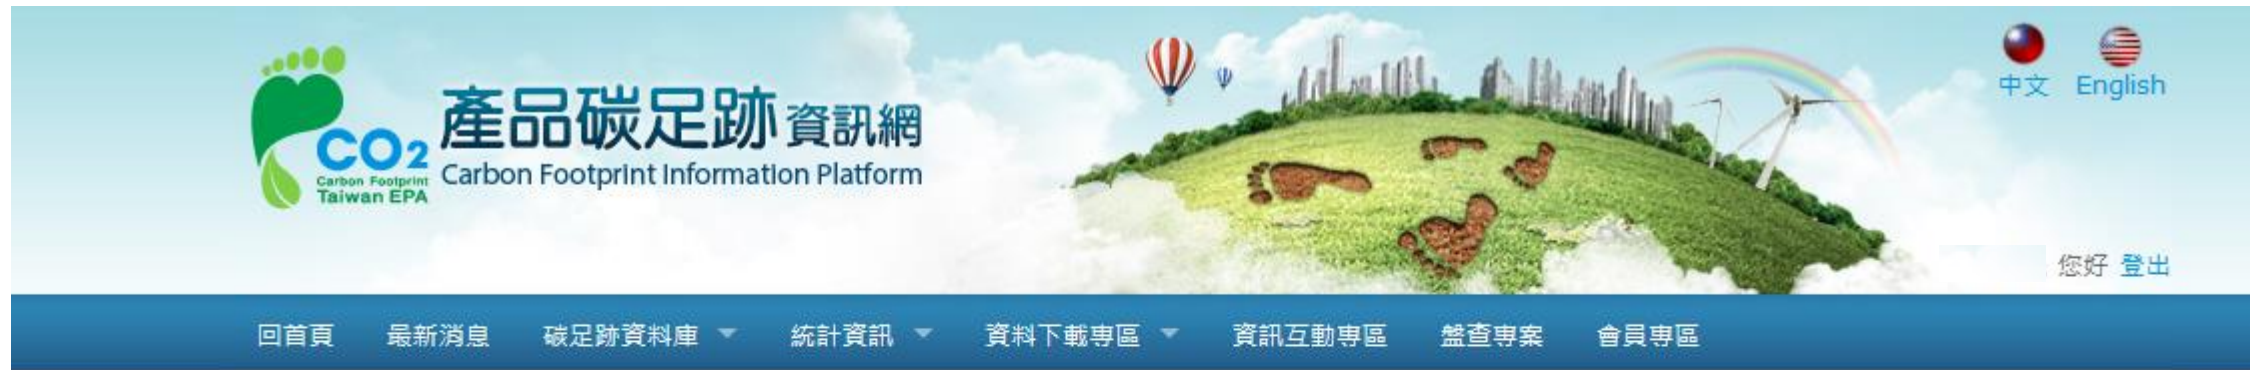 中文 English
產品碳足跡資訊網
CO2
Carbon Footprint
Taiwan EPA
Carbon Footprint Information Platform
您好 登出
回首頁 最新消息 碳足跡資料庫 統計資訊 資料下載專區 資訊互動專區 盤查專案 會員專區